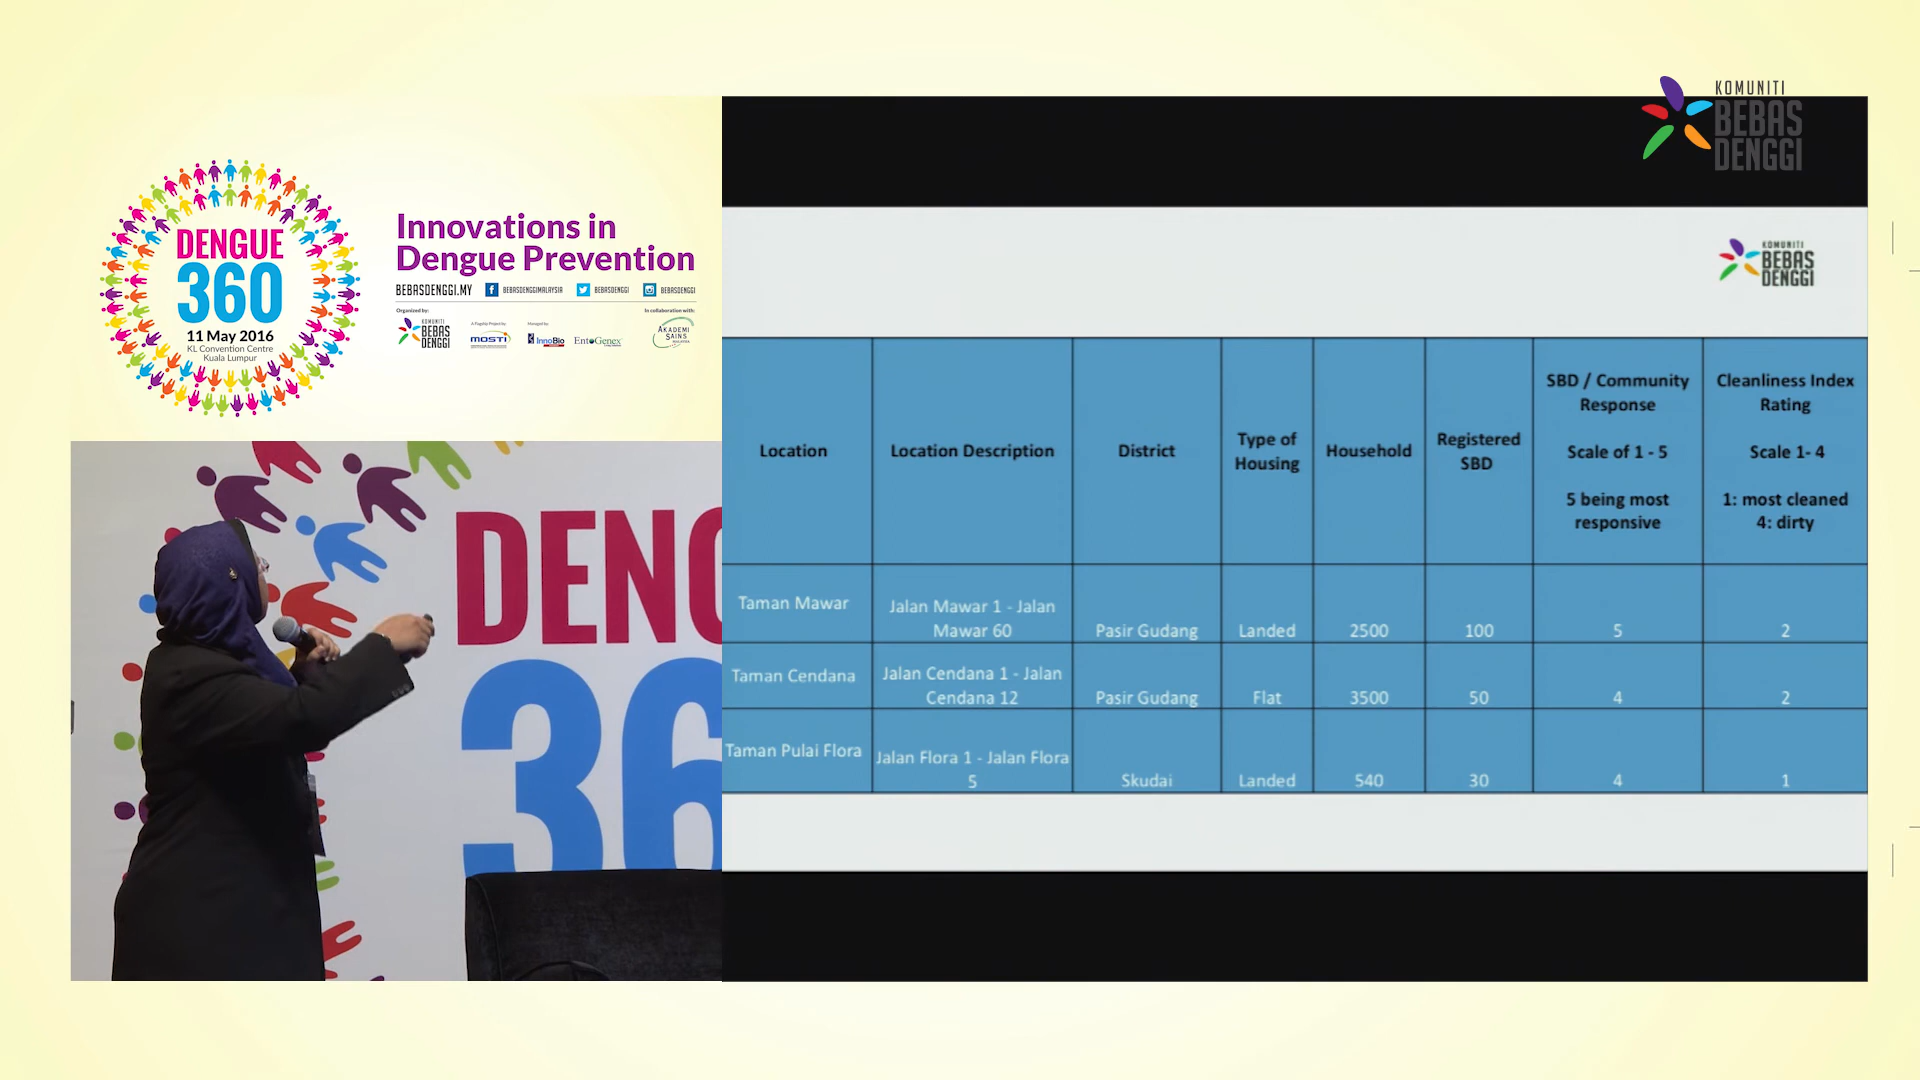 KOMUNITI
BEBAS
DENGGI
DENGUE
360
11 May 2016
KL Convention Centre
Kuala Lumpur
Innovations in
Dengue Prevention
BEBASDENGGI.MY
BEBASDENGGIMALAYSIA
BEBASDENGGI
BEBASDENGGI
Organized by:
KOMUNITI
BEBAS
DENGGI
A Flagship Project by:
MOSTI
Managed by:
InnoBio
EntoGenex
In collaboration with:
AKADEMI
SAINS
DENG
36
KOMUNITI
BEBAS
DENGGI
Location
Location Description
District
Type of
Housing
Household
Registered
SBD
SBD / Community
Response
Scale of 1 - 5
5 being most
responsive
Cleanliness Index
Rating
Scale 1- 4
1: most cleaned
4: dirty
Taman Mawar
Jalan Mawar 1 - Jalan
Mawar 60
Pasir Gudang
Landed
2500
100
5
2
Taman Cendana
Jalan Cendana 1 - Jalan
Cendana 12
Pasir Gudang
Flat
3500
50
4
2
Taman Pulai Flora
Jalan Flora 1 - Jalan Flora
5
Skudai
Landed
540
30
4
1